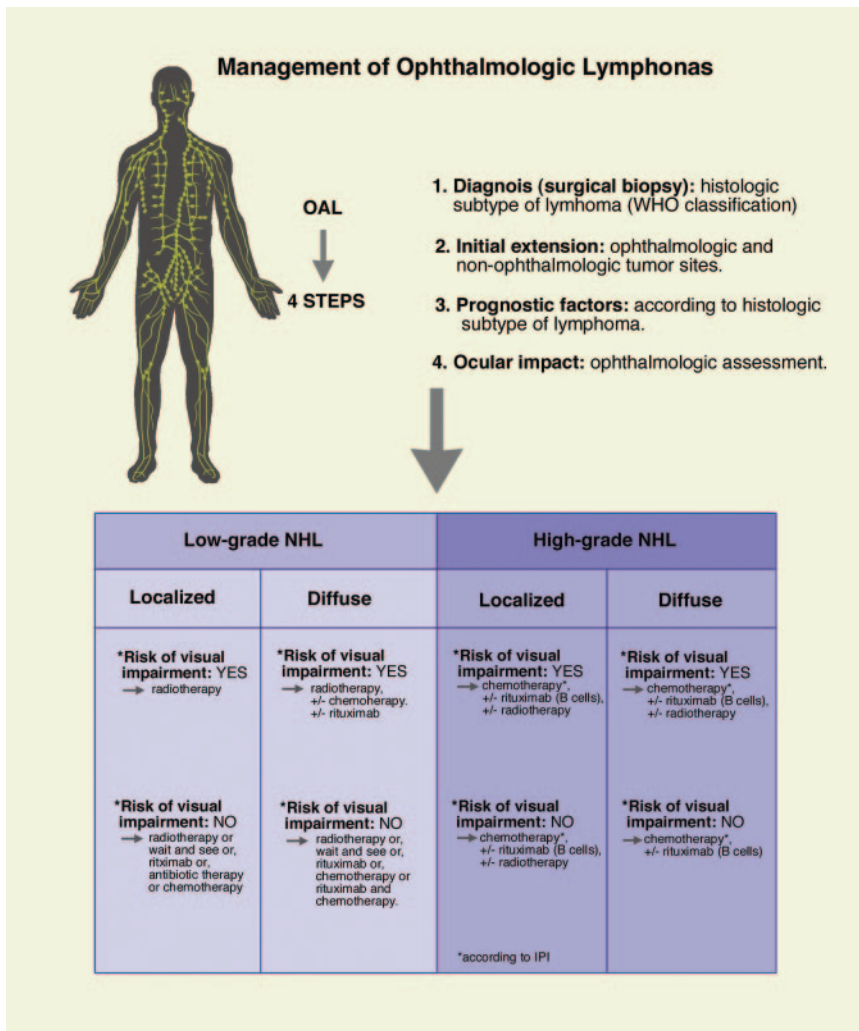 Management of Ophthalmologic Lymphonas
OAL
4 STEPS
1. Diagnois (surgical biopsy): histologic
subtype of lymhoma (WHO classification)
2. Initial extension: ophthalmologic and
non-ophthalmologic tumor sites.
3. Prognostic factors: according to histologic
subtype of lymphoma.
4. Ocular impact: ophthalmologic assessment.
Low-grade NHL
High-grade NHL
Localized
Diffuse
Localized
Diffuse
*Risk of visual
impairment: YES
radiotherapy
*Risk of visual
impairment: YES
radiotherapy,
+/- chemoherapy.
+/- rituximab
*Risk of visual
impairment: YES
chemotherapy*,
+/- rituximab (B cells),
+/- radiotherapy
*Risk of visual
impairment: YES
chemotherapy*,
+/- rituximab (B cells),
+/- radiotherapy
*Risk of visual
impairment: NO
radiotherapy or
wait and see or,
ritximab or,
antibiotic therapy
or chemotherapy
*Risk of visual
impairment: NO
radiotherapy or,
wait and see or,
rituximab or,
chemotherapy or
rituximab and
chemotherapy.
*Risk of visual
impairment: NO
chemotherapy*,
+/- rituximab (B cells),
+/- radiotherapy
*Risk of visual
impairment: NO
chemotherapy*,
+/- rituximab (B cells)
*according to IPI